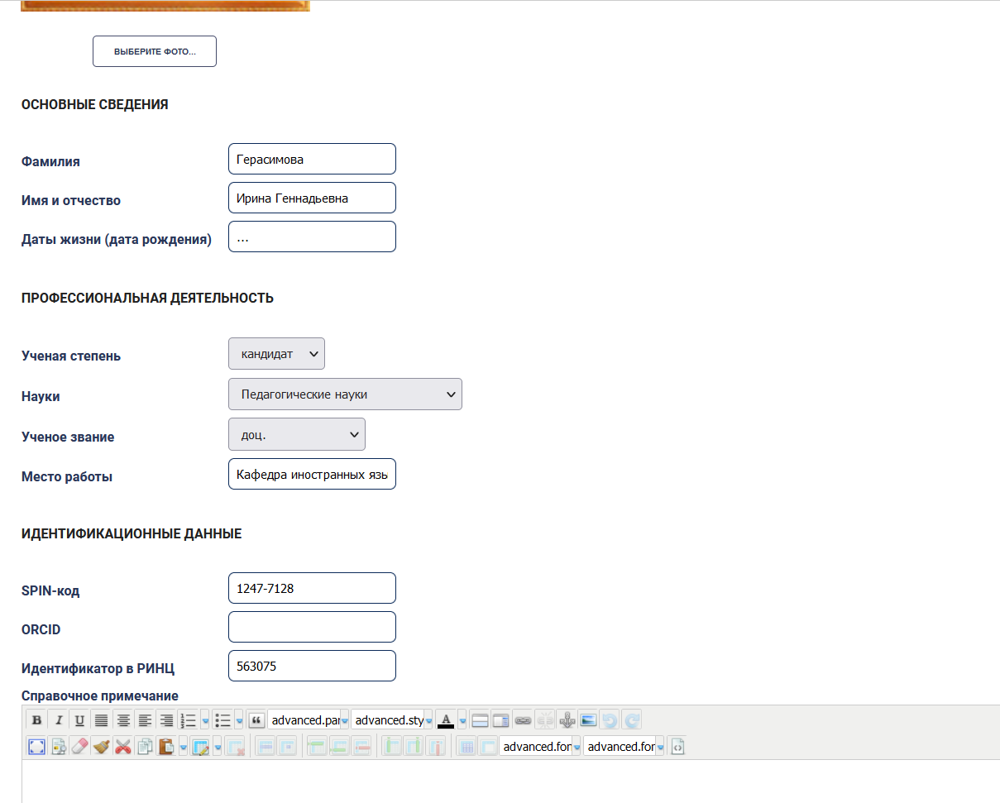 ВЫБЕРИТЕ ФОТО...
ОСНОВНЫЕ СВЕДЕНИЯ
Фамилия Герасимова
Имя и отчество Ирина Геннадьевна
Даты жизни (дата рождения) ...
ПРОФЕССИОНАЛЬНАЯ ДЕЯТЕЛЬНОСТЬ
Ученая степень кандидат
Науки Педагогические науки
Ученое звание доц.
Место работы Кафедра иностранных язы
ИДЕНТИФИКАЦИОННЫЕ ДАННЫЕ
SPIN-код 1247-7128
ORCID
Идентификатор в РИНЦ 563075
Справочное примечание
B I U advanced.par advanced.sty A
advanced.for advanced.for